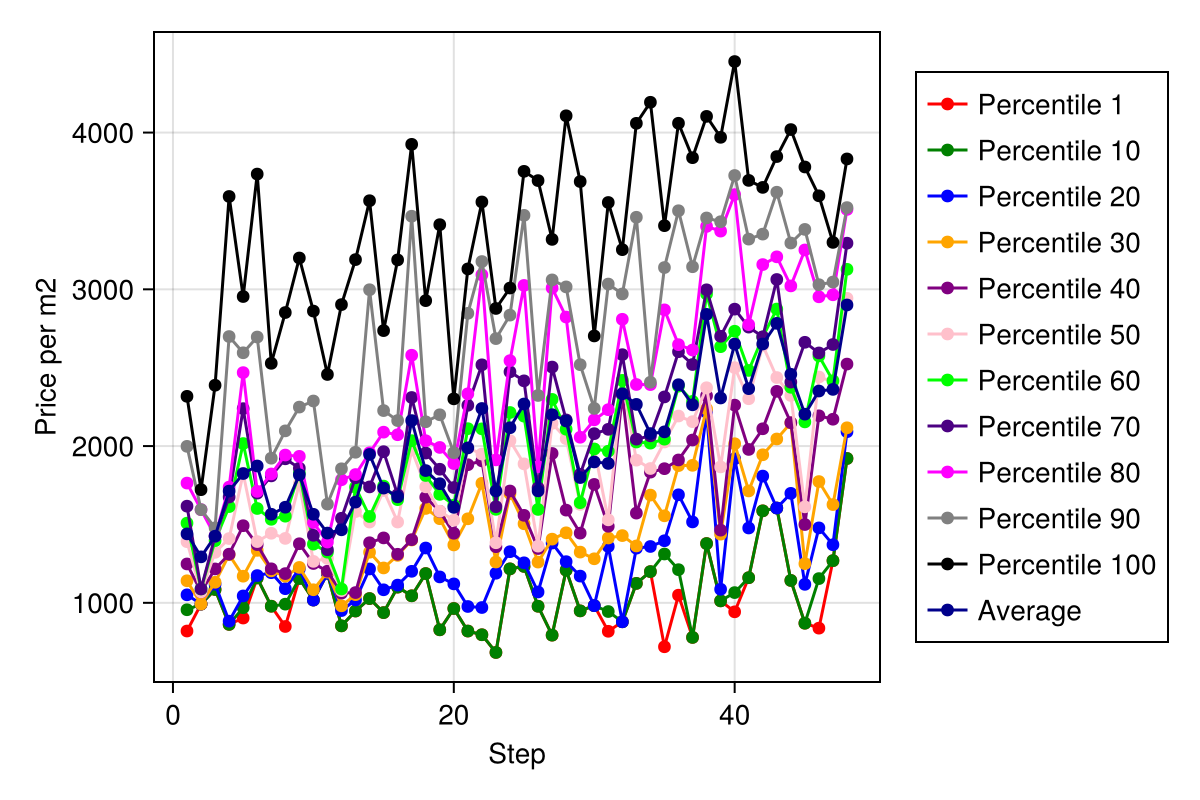 4000
3000
2000
1000
Price per m2
0
20
40
Step
Percentile 1
Percentile 10
Percentile 20
Percentile 30
Percentile 40
Percentile 50
Percentile 60
Percentile 70
Percentile 80
Percentile 90
Percentile 100
Average